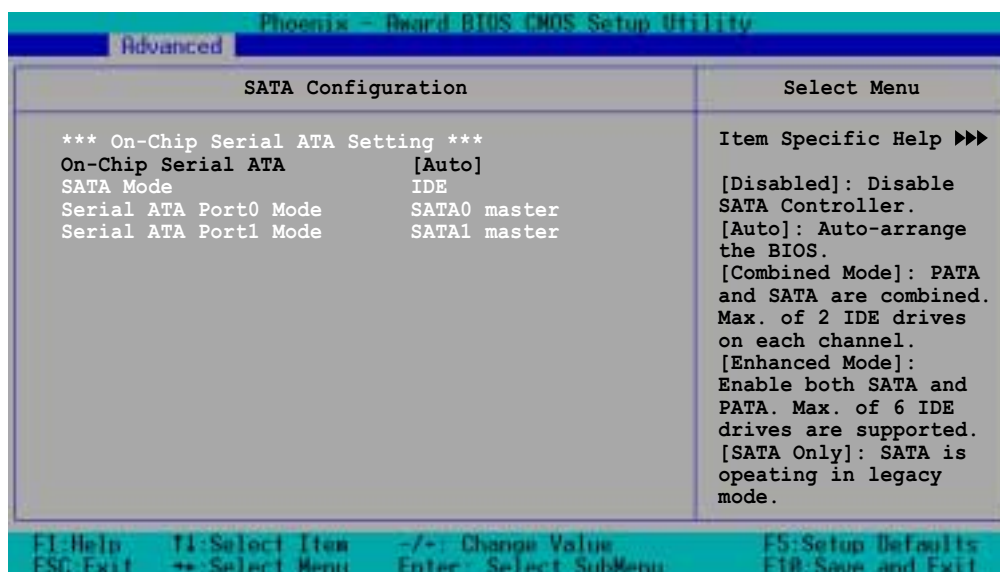 Phoenix - Award BIOS CMOS Setup Utility
Advanced
SATA Configuration
Select Menu
*** On-Chip Serial ATA Setting ***
On-Chip Serial ATA [Auto]
SATA Mode IDE
Serial ATA Port0 Mode SATA0 master
Serial ATA Port1 Mode SATA1 master
Item Specific Help ▶▶▶
[Disabled]: Disable
SATA Controller.
[Auto]: Auto-arrange
the BIOS.
[Combined Mode]: PATA
and SATA are combined.
Max. of 2 IDE drives
on each channel.
[Enhanced Mode]:
Enable both SATA and
PATA. Max. of 6 IDE
drives are supported.
[SATA Only]: SATA is
opeating in legacy
mode.
F1:Help ↑↓:Select Item -/+: Change Value F5:Setup Defaults
ESC:Exit ↔:Select Menu Enter: Select SubMenu F10:Save and Exit